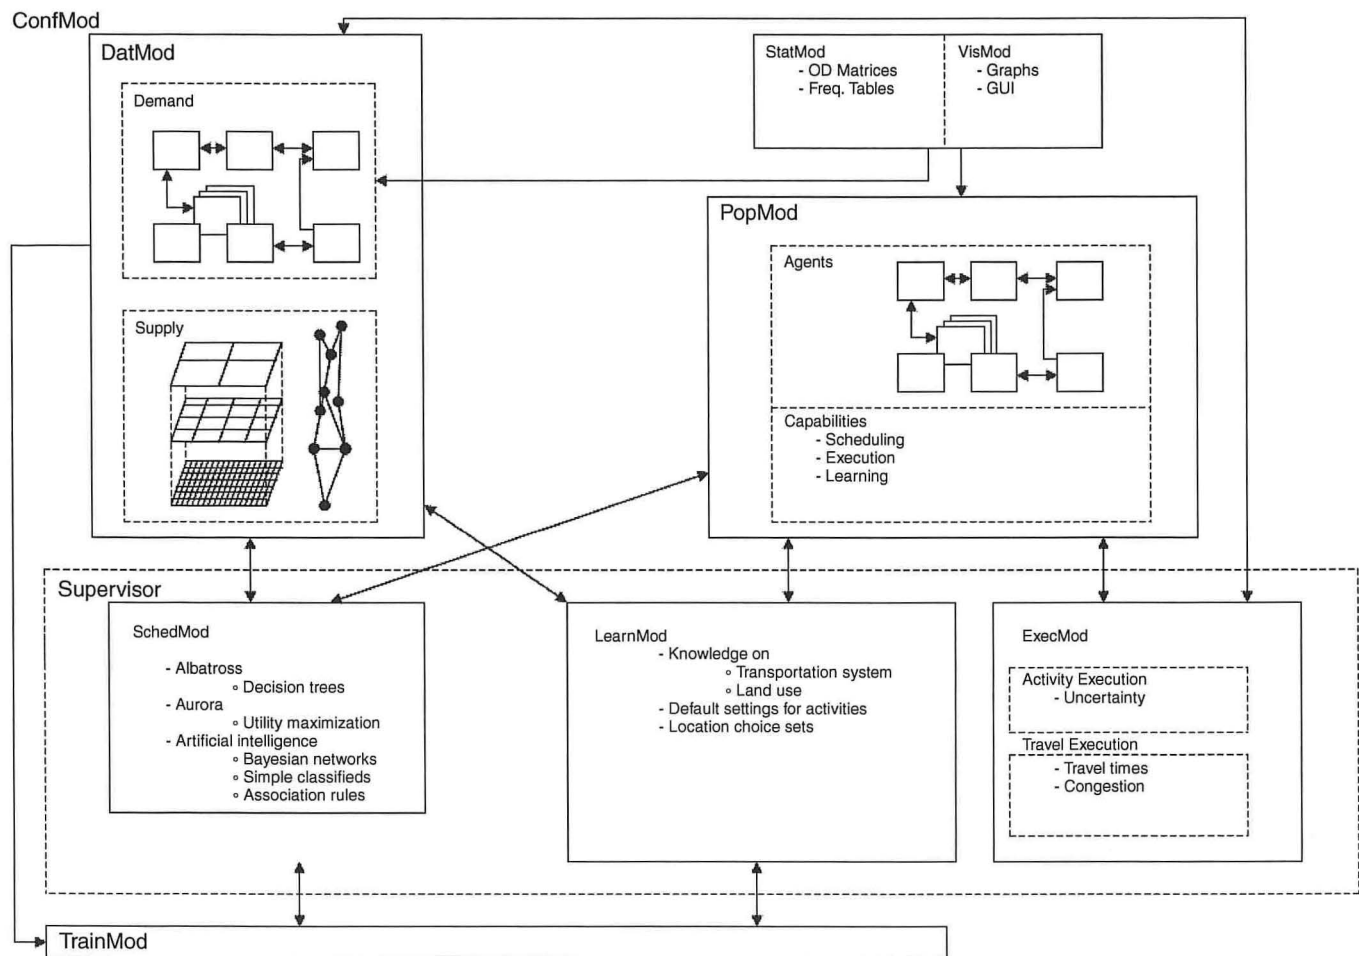 ConfMod
DatMod
Demand
Supply
StatMod
- OD Matrices
- Freq. Tables
VisMod
- Graphs
- GUI
PopMod
Agents
Capabilities
- Scheduling
- Execution
- Learning
Supervisor
SchedMod
- Albatross
∘ Decision trees
- Aurora
∘ Utility maximization
- Artificial intelligence
∘ Bayesian networks
∘ Simple classifieds
∘ Association rules
LearnMod
- Knowledge on
∘ Transportation system
∘ Land use
- Default settings for activities
- Location choice sets
ExecMod
Activity Execution
- Uncertainty
Travel Execution
- Travel times
- Congestion
TrainMod